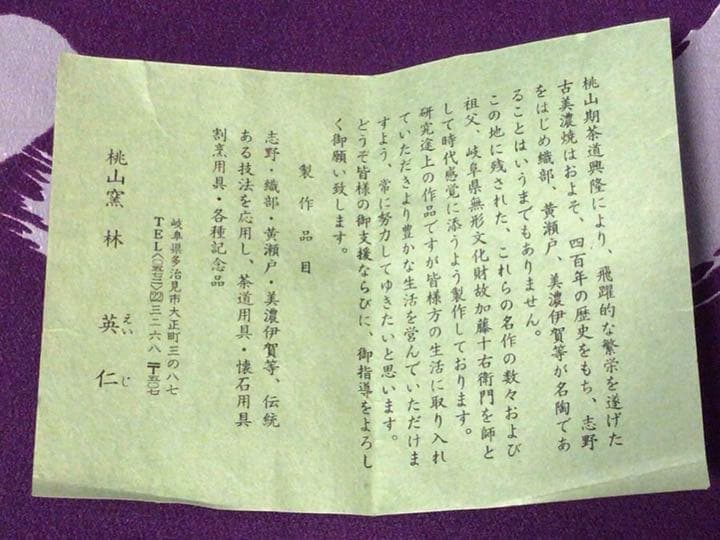 桃山期茶道興隆により、飛躍的な繁栄を遂げた
古美濃焼はおよそ、四百年の歴史をもち、志野
をはじめ織部、黄瀬戸、美濃伊賀等が名陶であ
ることはいうまでもありません。
この地に残された、これらの名作の数々および
祖父、岐阜県無形文化財故加藤十右衛門を師と
して時代感覚に添うよう製作しております。
研究途上の作品ですが皆様方の生活に取り入れ
ていただきより豊かな生活を営んでいただけま
すよう、常に努力してゆきたいと思います。
どうぞ皆様の御支援ならびに、御指導をよろし
く御願い致します。
製作品目
志野・織部・黄瀬戸・美濃伊賀等、伝統
ある技法を応用し、茶道用具・懐石用具
割烹用具・各種記念品
岐阜県多治見市大正町三の八七
TEL〈〇五七二〉㉒三二六八 〒五〇七
桃山窯 林 英仁
えいじ